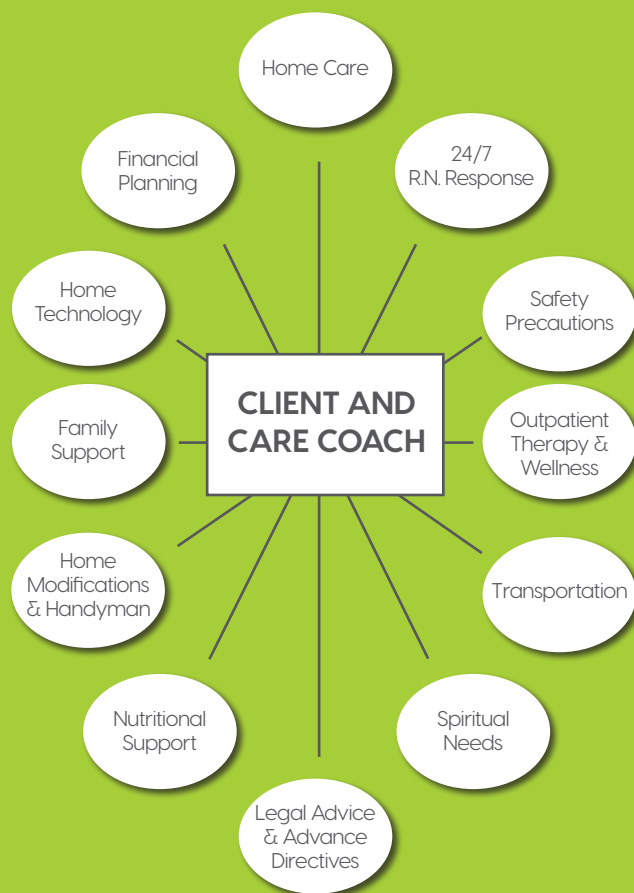 Home Care
Financial
Planning
24/7
R.N. Response
Home
Technology
Safety
Precautions
CLIENT AND
CARE COACH
Family
Support
Outpatient
Therapy &
Wellness
Home
Modifications
& Handyman
Transportation
Nutritional
Support
Spiritual
Needs
Legal Advice
& Advance
Directives